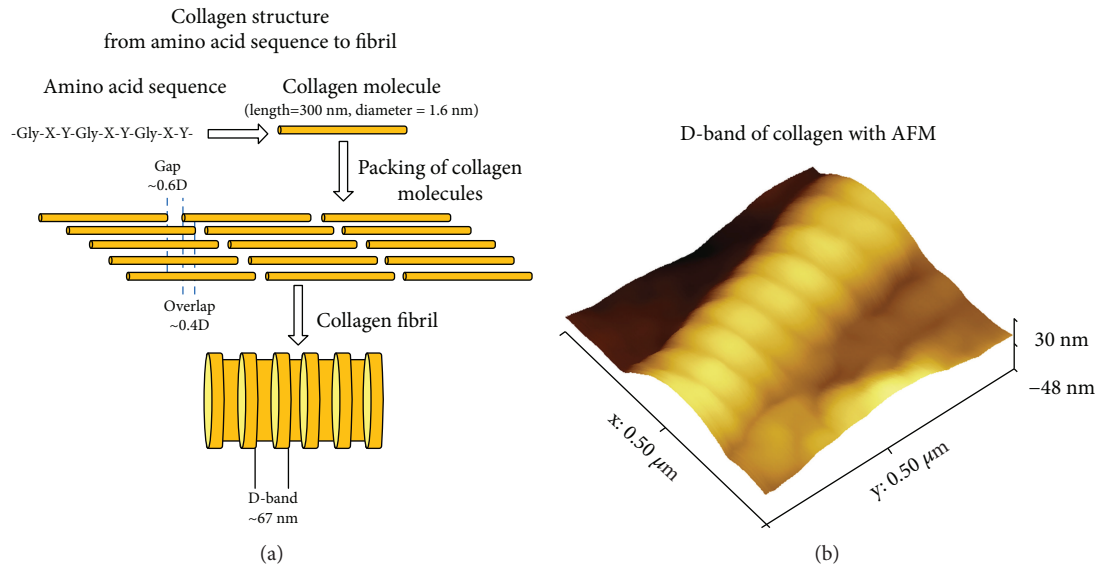 Collagen structure
from amino acid sequence to fibril
Amino acid sequence
Collagen molecule
(length=300 nm, diameter = 1.6 nm)
-Gly-X-Y-Gly-X-Y-Gly-X-Y-
Packing of collagen
molecules
Gap
~0.6D
Overlap
~0.4D
Collagen fibril
D-band
~67 nm
(a)
D-band of collagen with AFM
30 nm
−48 nm
x: 0.50 μm
y: 0.50 μm
(b)